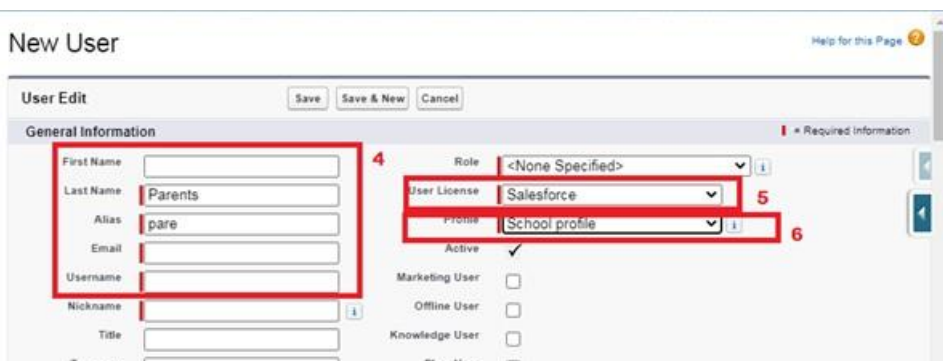 New User
Help for this Page
User Edit Save Save & New Cancel
General Information = Required Information
First Name 4 Role <None Specified>
Last Name Parents User License Salesforce 5
Alias pare Profile School profile 6
Email Active
Username Marketing User
Nickname Offline User
Title Knowledge User